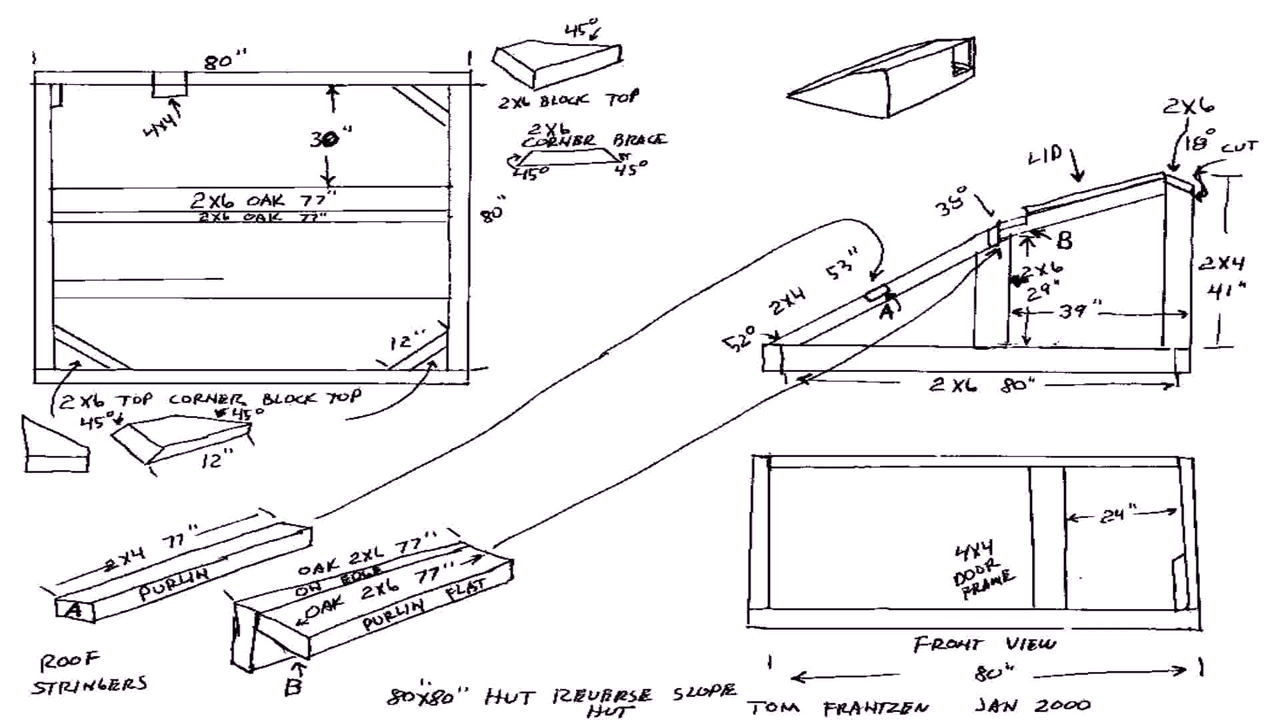 80"
4X4
30"
2X6 OAK 77"
2X6 OAK 77"
80"
12"
45°
2X6 BLOCK TOP
2X6
CORNER BRACE
45°
45°
2X6 TOP CORNER BLOCK TOP
45°
45°
12"
2X6
18° CUT
LID
38°
B
2X4 53"
A
52°
2X6
29"
39"
2X4
41"
2X6 80"
2X4 77"
PURLIN
A
OAK 2X6 77"
ON EDGE
OAK 2X6 77"
PURLIN FLAT
B
ROOF
STRINGERS
24"
4X4
DOOR
FRAME
FRONT VIEW
80"
80"X80" HUT REVERSE SLOPE
HUT
TOM FRANTZEN JAN 2000